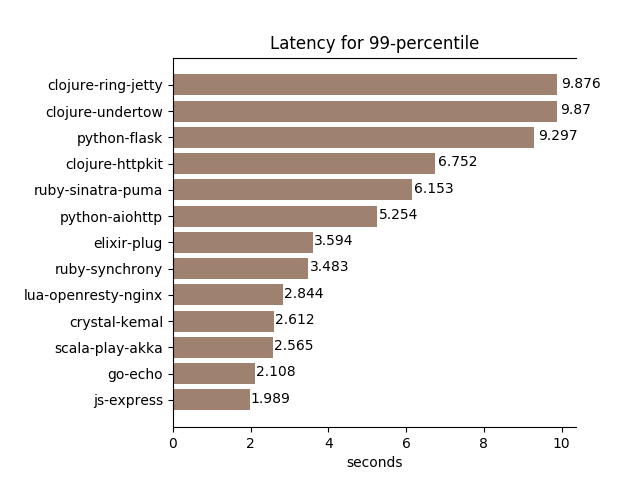 Latency for 99-percentile
clojure-ring-jetty 9.876
clojure-undertow 9.87
python-flask 9.297
clojure-httpkit 6.752
ruby-sinatra-puma 6.153
python-aiohttp 5.254
elixir-plug 3.594
ruby-synchrony 3.483
lua-openresty-nginx 2.844
crystal-kemal 2.612
scala-play-akka 2.565
go-echo 2.108
js-express 1.989
0 2 4 6 8 10
seconds